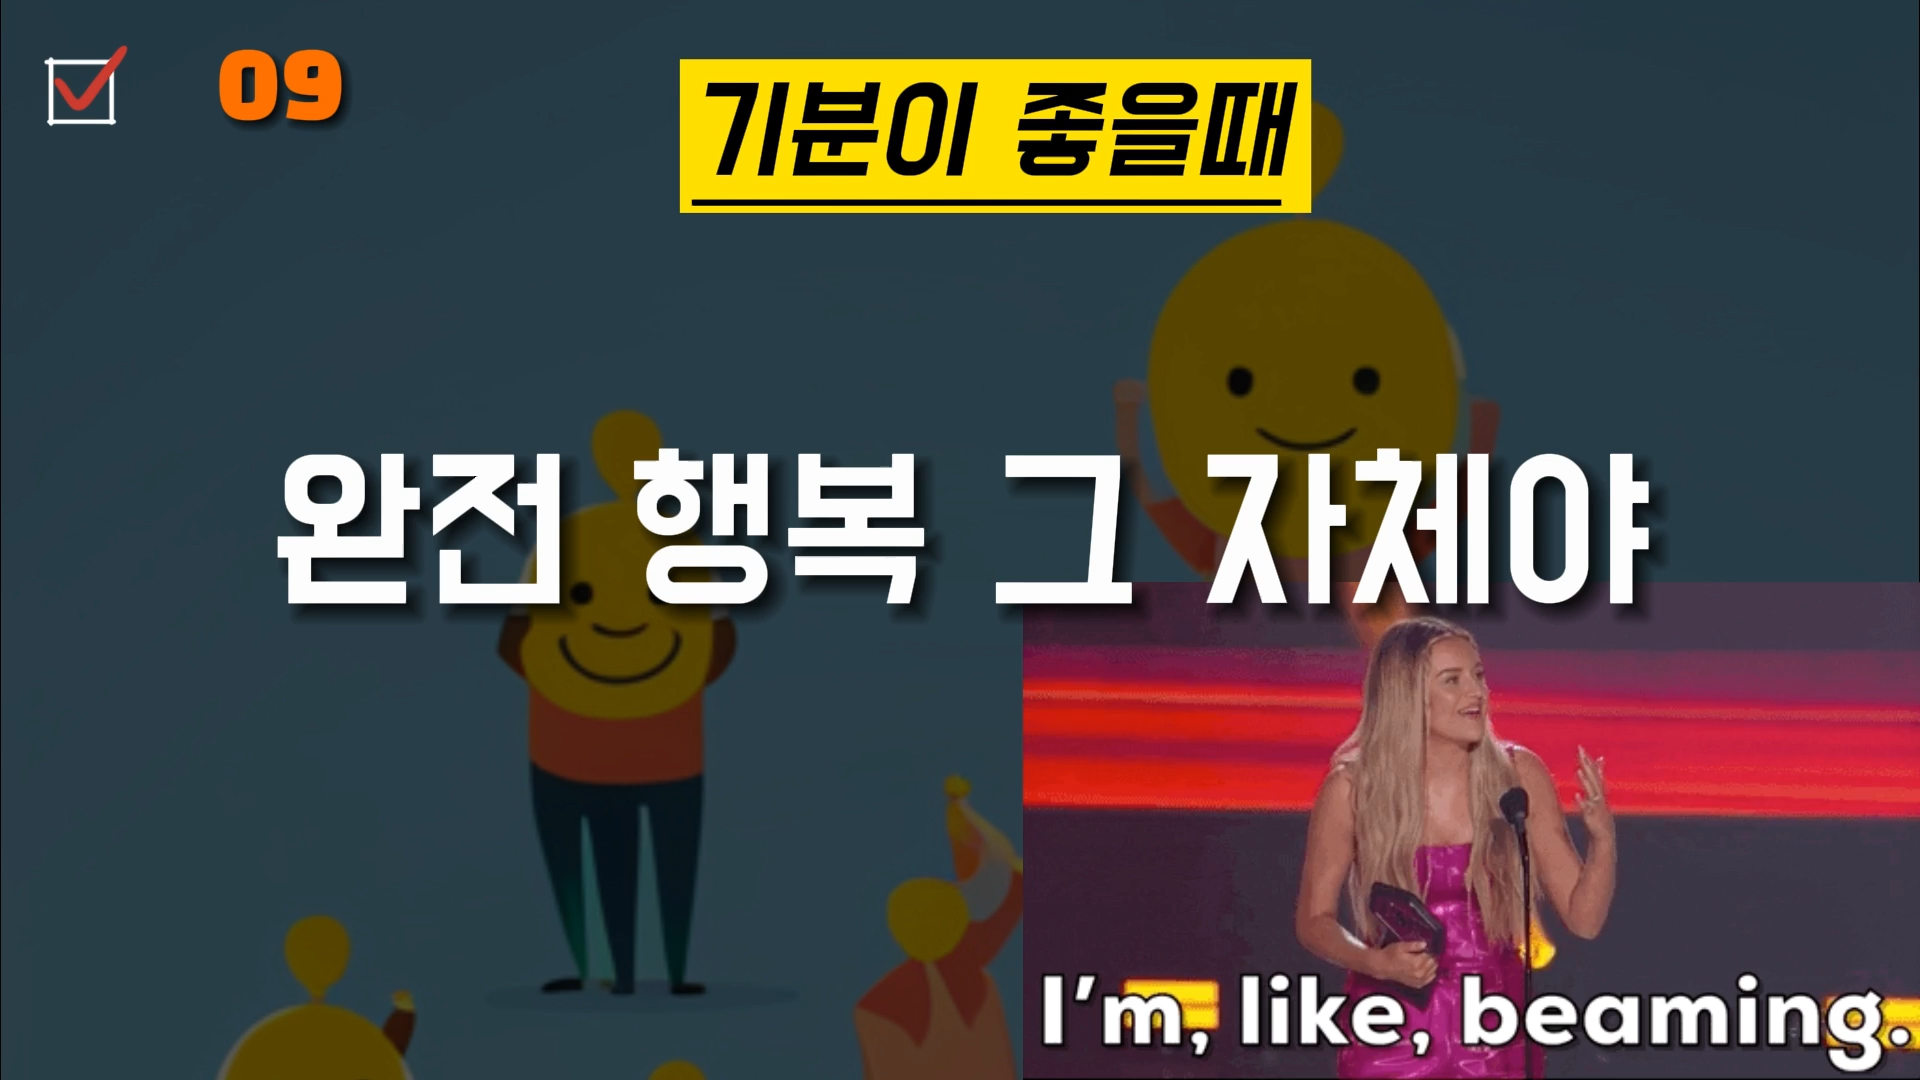 09
기분이 좋을때
완전 행복 그 자체야
I'm, like, beaming.